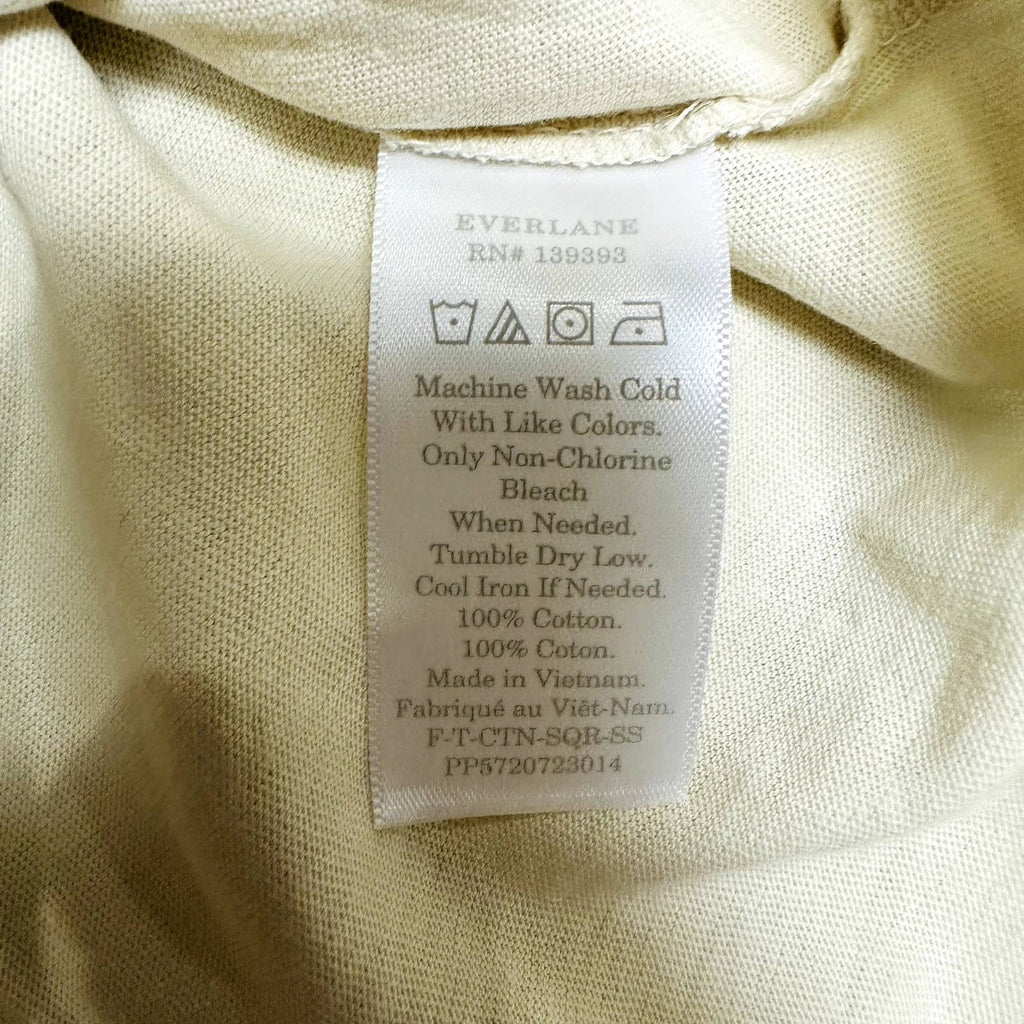 EVERLANE
RN# 139393
Machine Wash Cold
With Like Colors.
Only Non-Chlorine
Bleach
When Needed.
Tumble Dry Low.
Cool Iron If Needed.
100% Cotton.
100% Coton.
Made in Vietnam.
Fabriqué au Viêt-Nam.
F-T-CTN-SQR-SS
PP5720723014